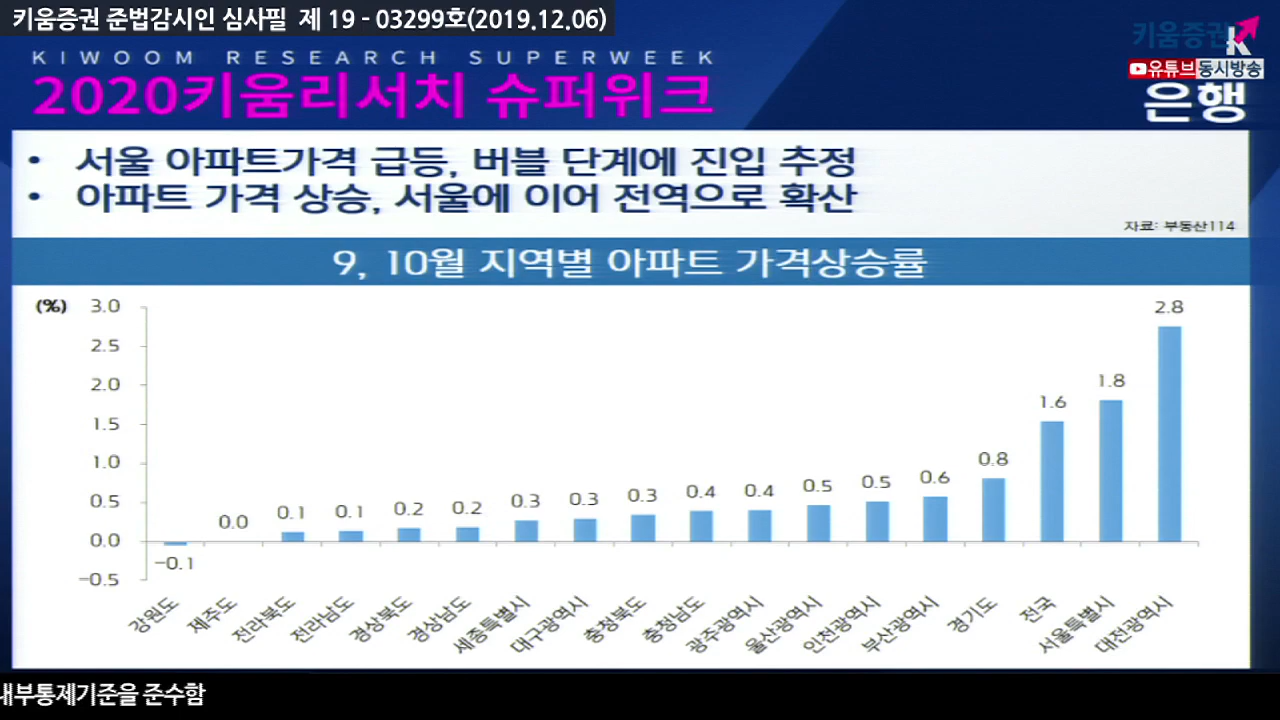 키움증권 준법감시인 심사필 제 19 - 03299호(2019.12.06)
키움증권
KIWOOM RESEARCH SUPERWEEK
유튜브 동시방송
2020키움리서치 슈퍼위크
은행
• 서울 아파트가격 급등, 버블 단계에 진입 추정
• 아파트 가격 상승, 서울에 이어 전역으로 확산
자료: 부동산114
9, 10월 지역별 아파트 가격상승률
(%)
3.0
2.5
2.0
1.5
1.0
0.5
0.0
-0.5
-0.1
0.0
0.1
0.1
0.2
0.2
0.3
0.3
0.3
0.4
0.4
0.5
0.5
0.6
0.8
1.6
1.8
2.8
강원도
제주도
전라북도
전라남도
경상북도
경상남도
세종특별시
대구광역시
충청북도
충청남도
광주광역시
울산광역시
인천광역시
부산광역시
경기도
전국
서울특별시
대전광역시
내부통제기준을 준수함